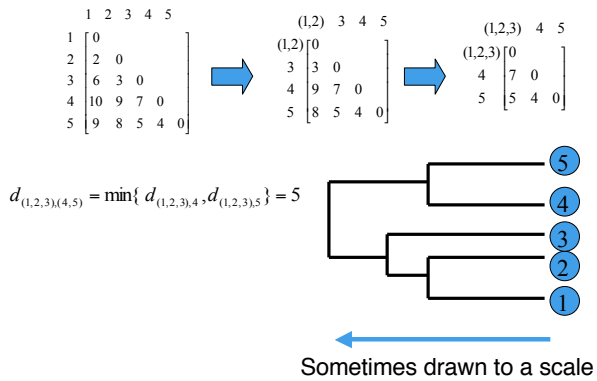 1 2 3 4 5
1 0
2 2 0
3 6 3 0
4 10 9 7 0
5 9 8 5 4 0
(1,2) 3 4 5
(1,2) 0
3 3 0
4 9 7 0
5 8 5 4 0
(1,2,3) 4 5
(1,2,3) 0
4 7 0
5 5 4 0
d(1,2,3),(4,5) = min{ d(1,2,3),4 , d(1,2,3),5 } = 5
5
4
3
2
1
Sometimes drawn to a scale